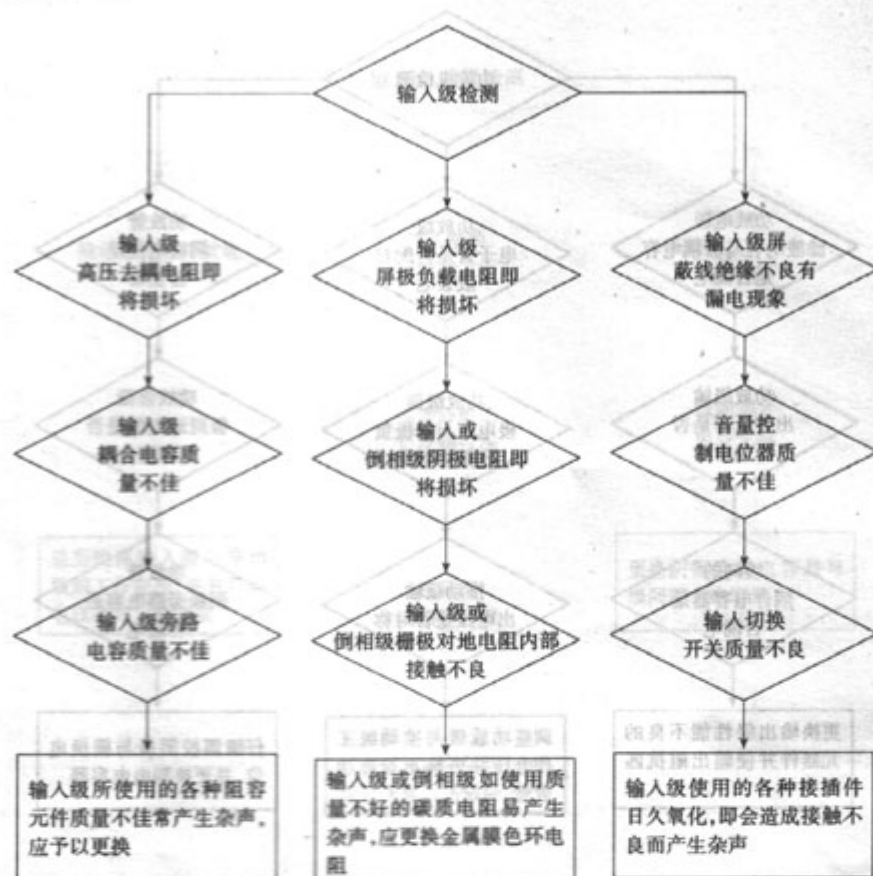 输入级检测
输入级
高压去耦电阻即
将损坏
输入级
屏极负载电阻即
将损坏
输入级屏
蔽线绝缘不良有
漏电现象
输入级
耦合电容质
量不佳
输入或
倒相级阴极电阻即
将损坏
音量控
制电位器质
量不佳
输入级旁路
电容质量不佳
输入级或
倒相级栅极对地电阻内部
接触不良
输入切换
开关质量不良
输入级所使用的各种阻容
元件质量不佳常产生杂声,
应予以更换
输入级或倒相级如使用质
量不好的碳质电阻易产生
杂声,应更换金属膜色环电
阻
输入级使用的各种接插件
日久氧化,即会造成接触不
良而产生杂声